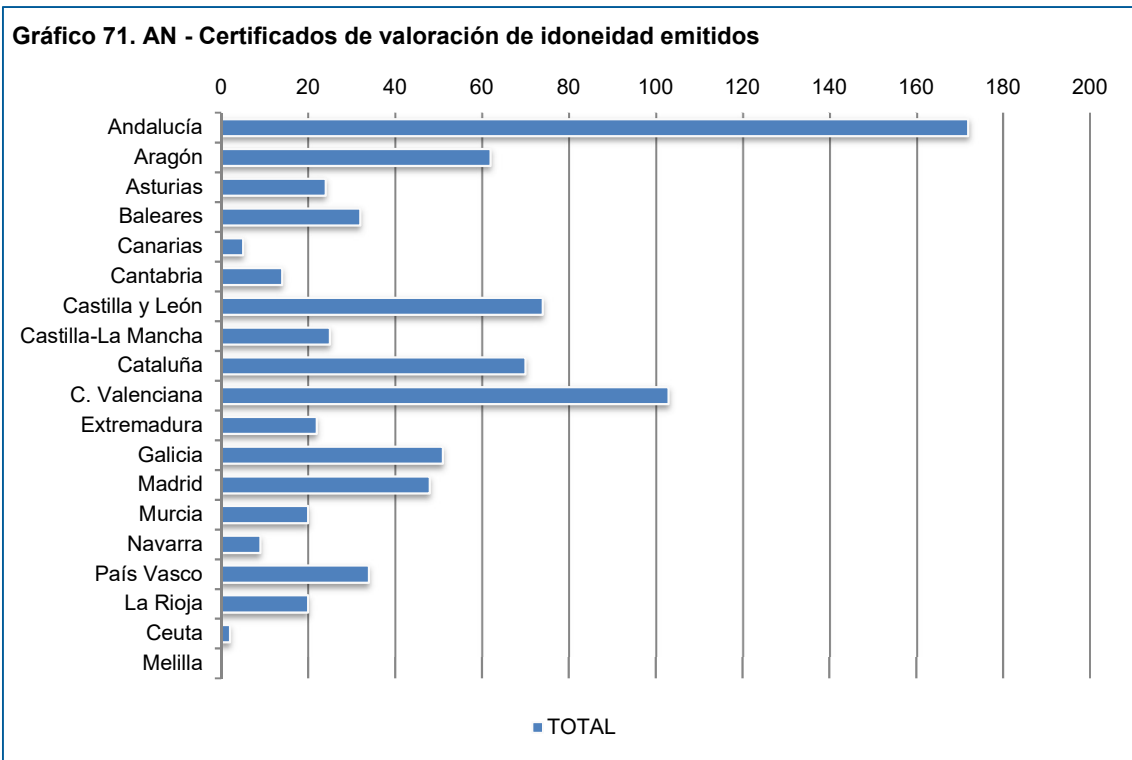 Gráfico 71. AN - Certificados de valoración de idoneidad emitidos
0 20 40 60 80 100 120 140 160 180 200
Andalucía
Aragón
Asturias
Baleares
Canarias
Cantabria
Castilla y León
Castilla-La Mancha
Cataluña
C. Valenciana
Extremadura
Galicia
Madrid
Murcia
Navarra
País Vasco
La Rioja
Ceuta
Melilla
TOTAL